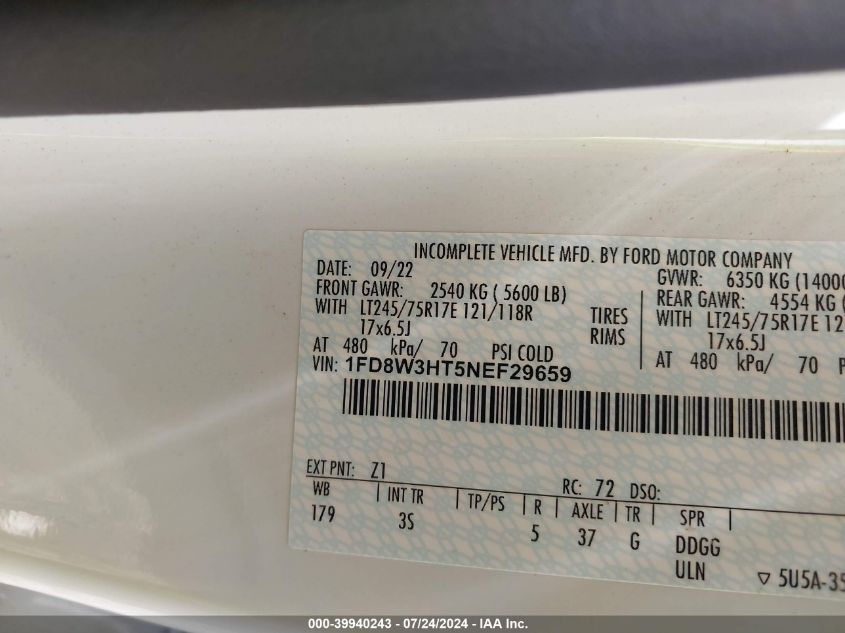 INCOMPLETE VEHICLE MFD. BY FORD MOTOR COMPANY
DATE: 09/22 GVWR: 6350 KG (14000
FRONT GAWR: 2540 KG ( 5600 LB) REAR GAWR: 4554 KG (
WITH LT245/75R17E 121/118R TIRES WITH LT245/75R17E 12
17x6.5J RIMS 17x6.5J
AT 480 kPa/ 70 PSI COLD AT 480 kPa/ 70
VIN: 1FD8W3HT5NEF29659
EXT PNT: Z1 RC: 72 DSO:
WB INT TR TP/PS R AXLE TR SPR
179 3S 5 37 G DDGG
ULN 5U5A-35
000-39940243 - 07/24/2024 - IAA Inc.